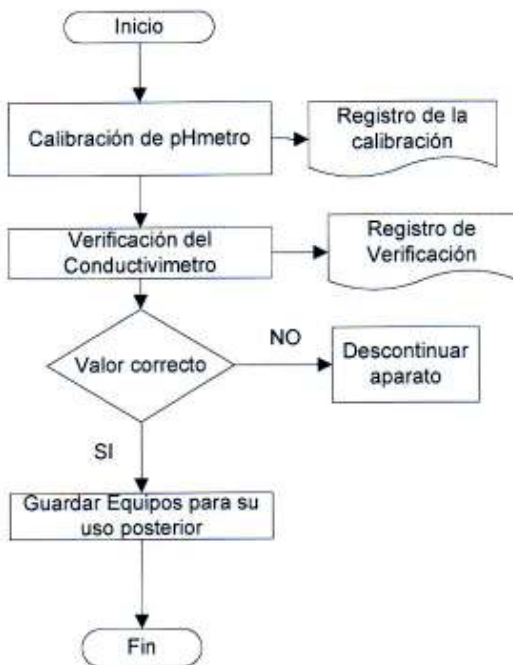 Inicio
Calibración de pHmetro
Registro de la
calibración
Verificación del
Conductivimetro
Registro de
Verificación
Valor correcto
NO
Descontinuar
aparato
SI
Guardar Equipos para su
uso posterior
Fin